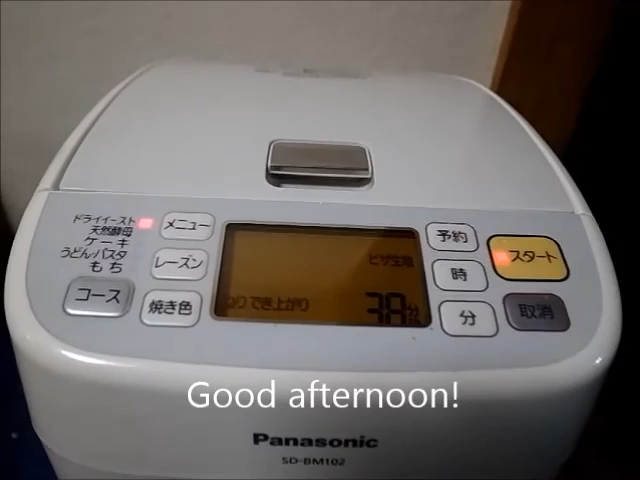 ドライイースト
天然酵母
ケーキ
うどん・パスタ
もち
コース
メニュー
レーズン
焼き色
ピザ生地
でき上がり
38分
予約
時
分
スタート
取消
Good afternoon!
Panasonic
SD-BM102